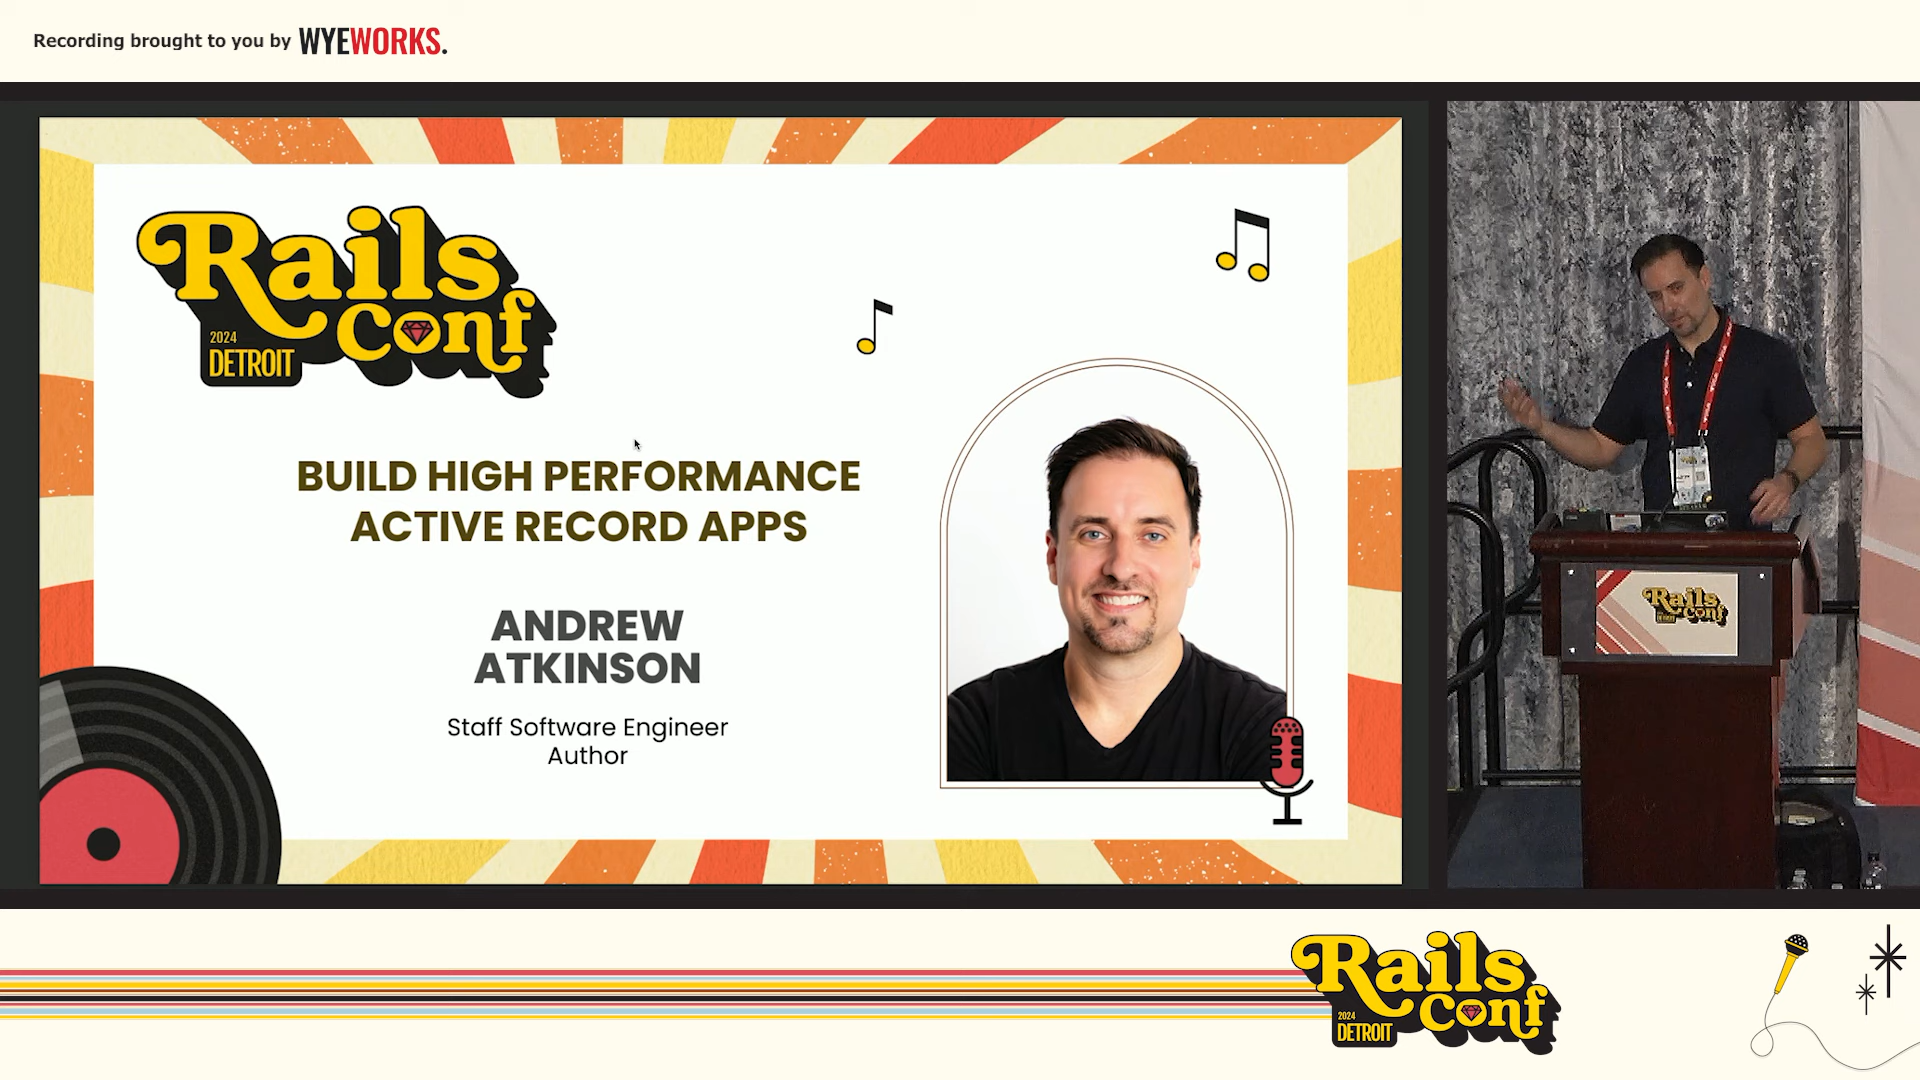 Recording brought to you by WYEWORKS.
Rails
Conf
2024
DETROIT
BUILD HIGH PERFORMANCE
ACTIVE RECORD APPS
ANDREW
ATKINSON
Staff Software Engineer
Author
Rails
Conf
Rails
Conf
2024
DETROIT